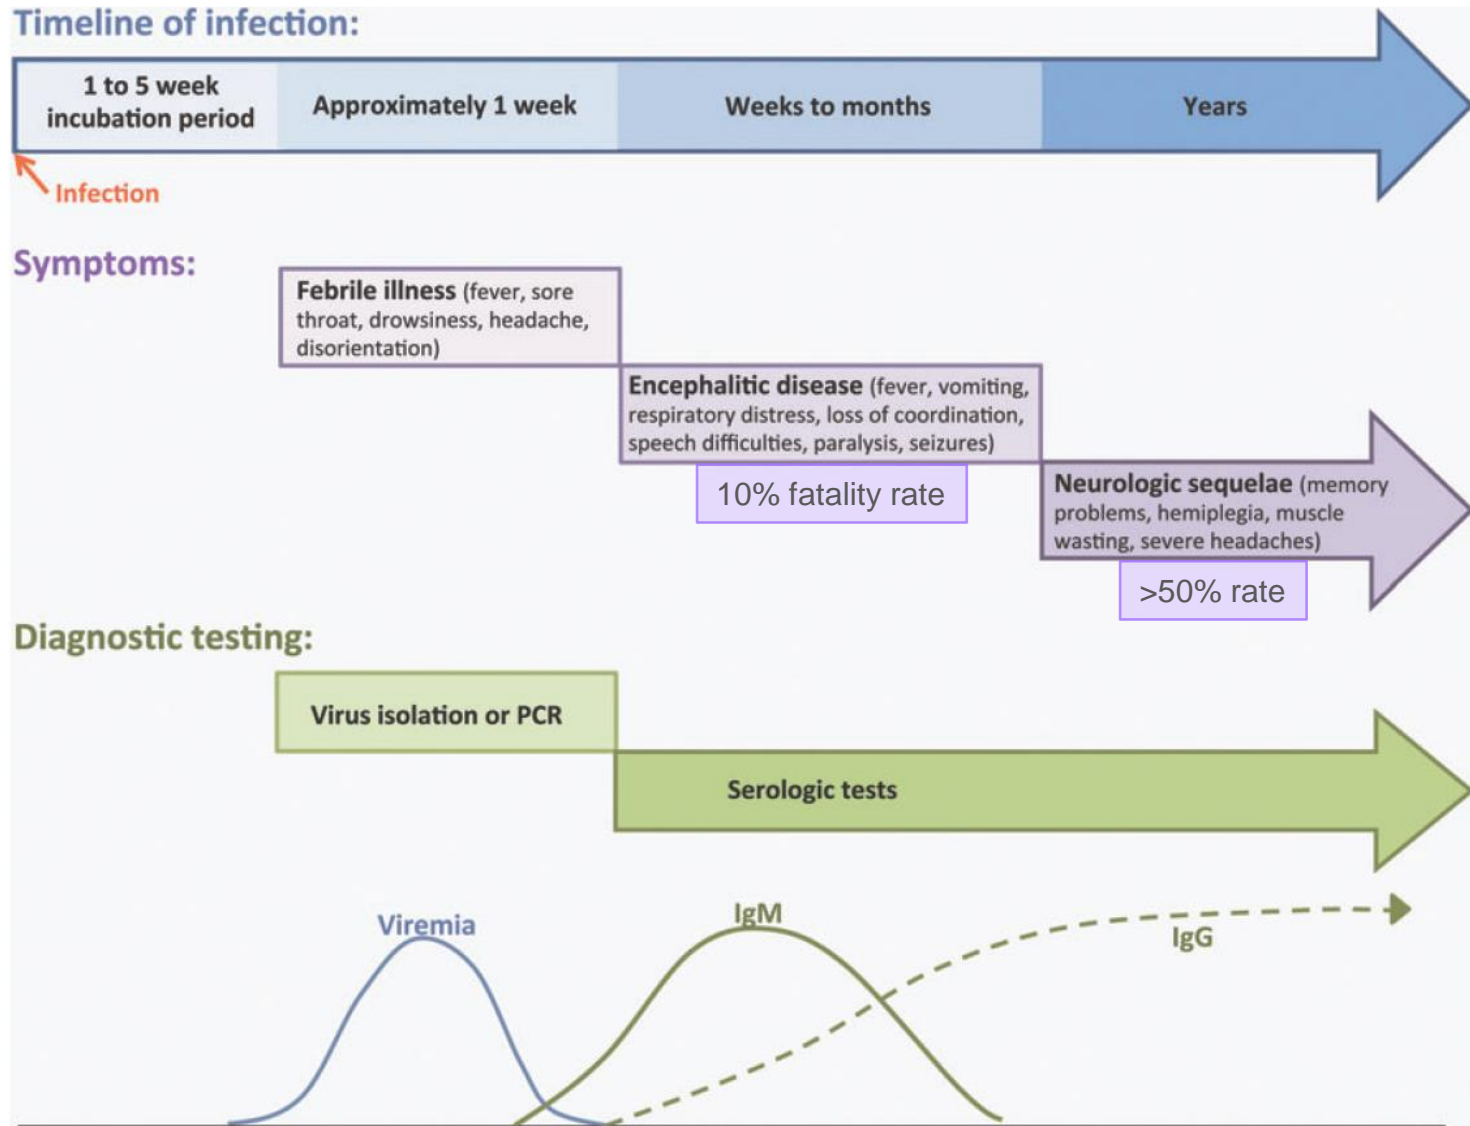 Timeline of infection:
1 to 5 week
incubation period
Approximately 1 week
Weeks to months
Years
Infection
Symptoms:
Febrile illness (fever, sore
throat, drowsiness, headache,
disorientation)
Encephalitic disease (fever, vomiting,
respiratory distress, loss of coordination,
speech difficulties, paralysis, seizures)
10% fatality rate
Neurologic sequelae (memory
problems, hemiplegia, muscle
wasting, severe headaches)
>50% rate
Diagnostic testing:
Virus isolation or PCR
Serologic tests
Viremia
IgM
IgG